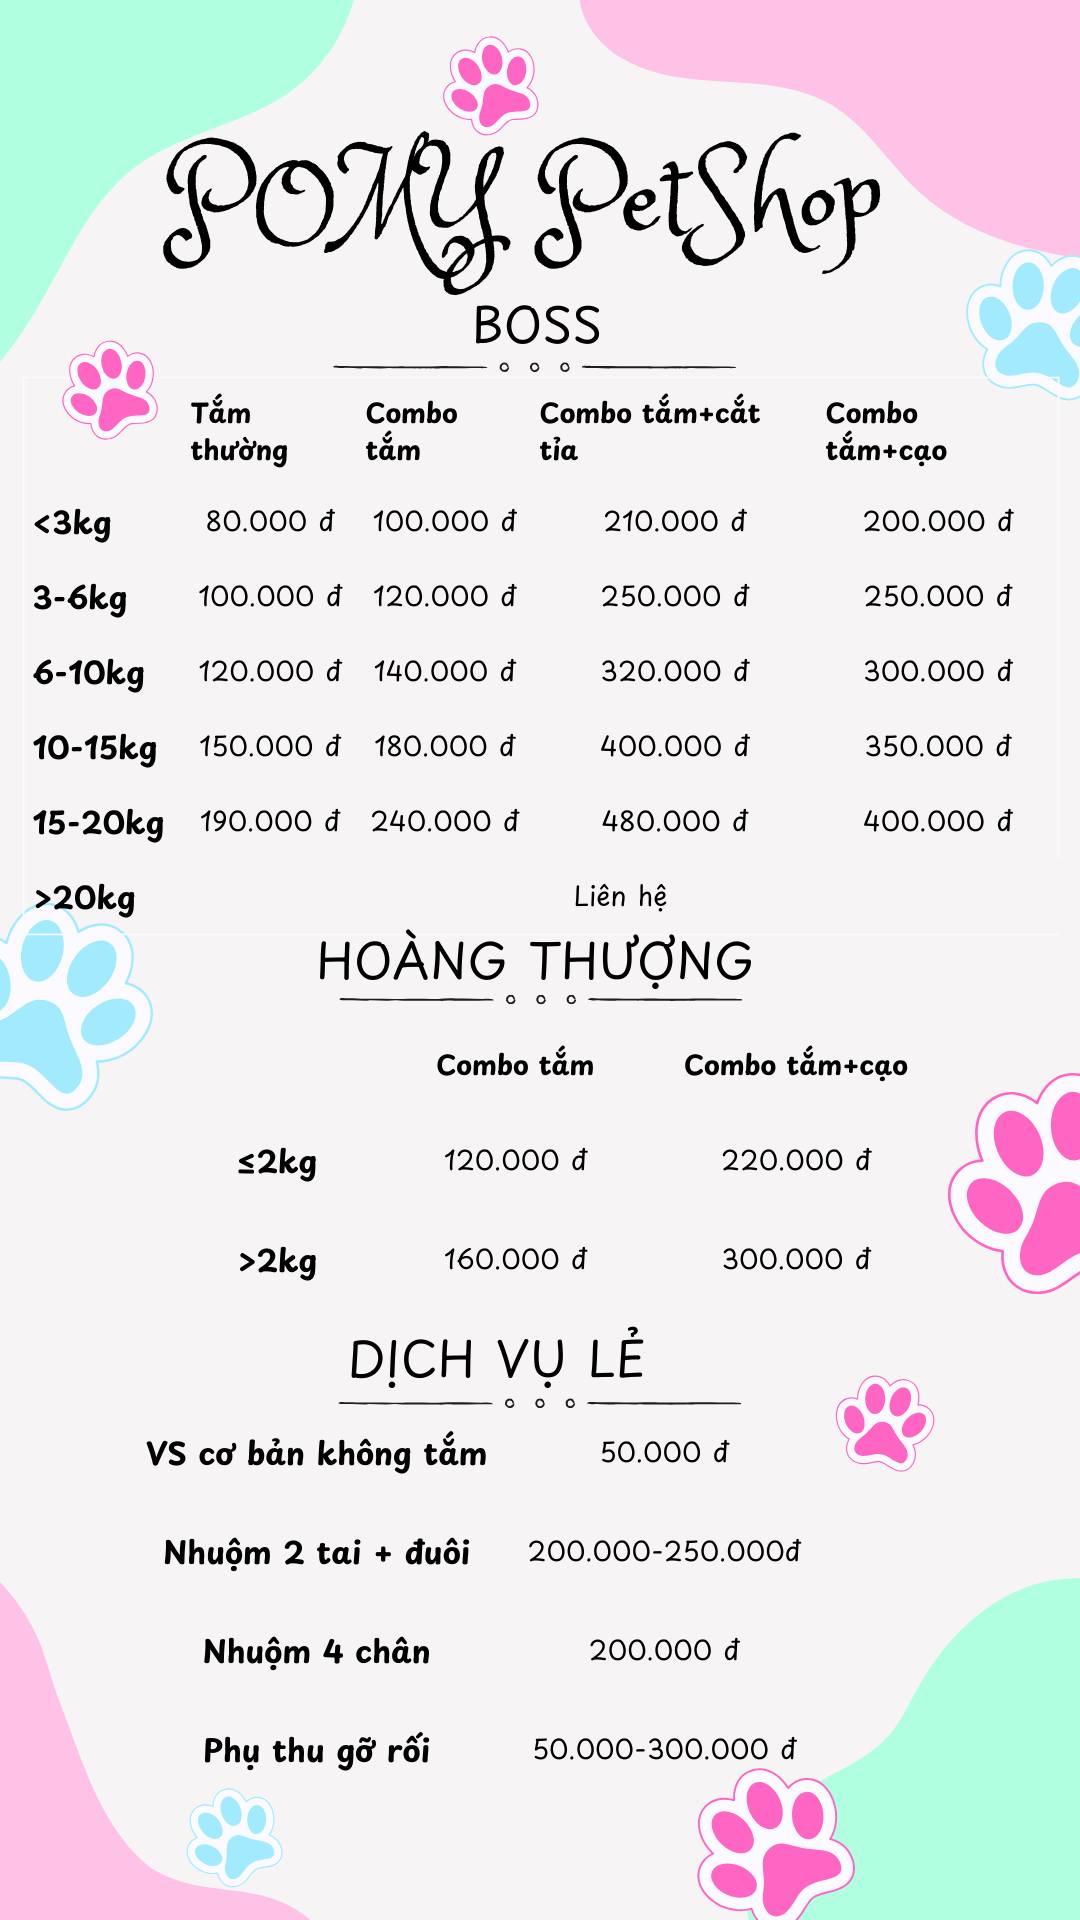 POMY PetShop
BOSS
Tắm thường Combo tắm Combo tắm+cắt tỉa Combo tắm+cạo
<3kg 80.000 đ 100.000 đ 210.000 đ 200.000 đ
3-6kg 100.000 đ 120.000 đ 250.000 đ 250.000 đ
6-10kg 120.000 đ 140.000 đ 320.000 đ 300.000 đ
10-15kg 150.000 đ 180.000 đ 400.000 đ 350.000 đ
15-20kg 190.000 đ 240.000 đ 480.000 đ 400.000 đ
>20kg Liên hệ
HOÀNG THƯỢNG
Combo tắm Combo tắm+cạo
≤2kg 120.000 đ 220.000 đ
>2kg 160.000 đ 300.000 đ
DỊCH VỤ LẺ
VS cơ bản không tắm 50.000 đ
Nhuộm 2 tai + đuôi 200.000-250.000đ
Nhuộm 4 chân 200.000 đ
Phụ thu gỡ rối 50.000-300.000 đ